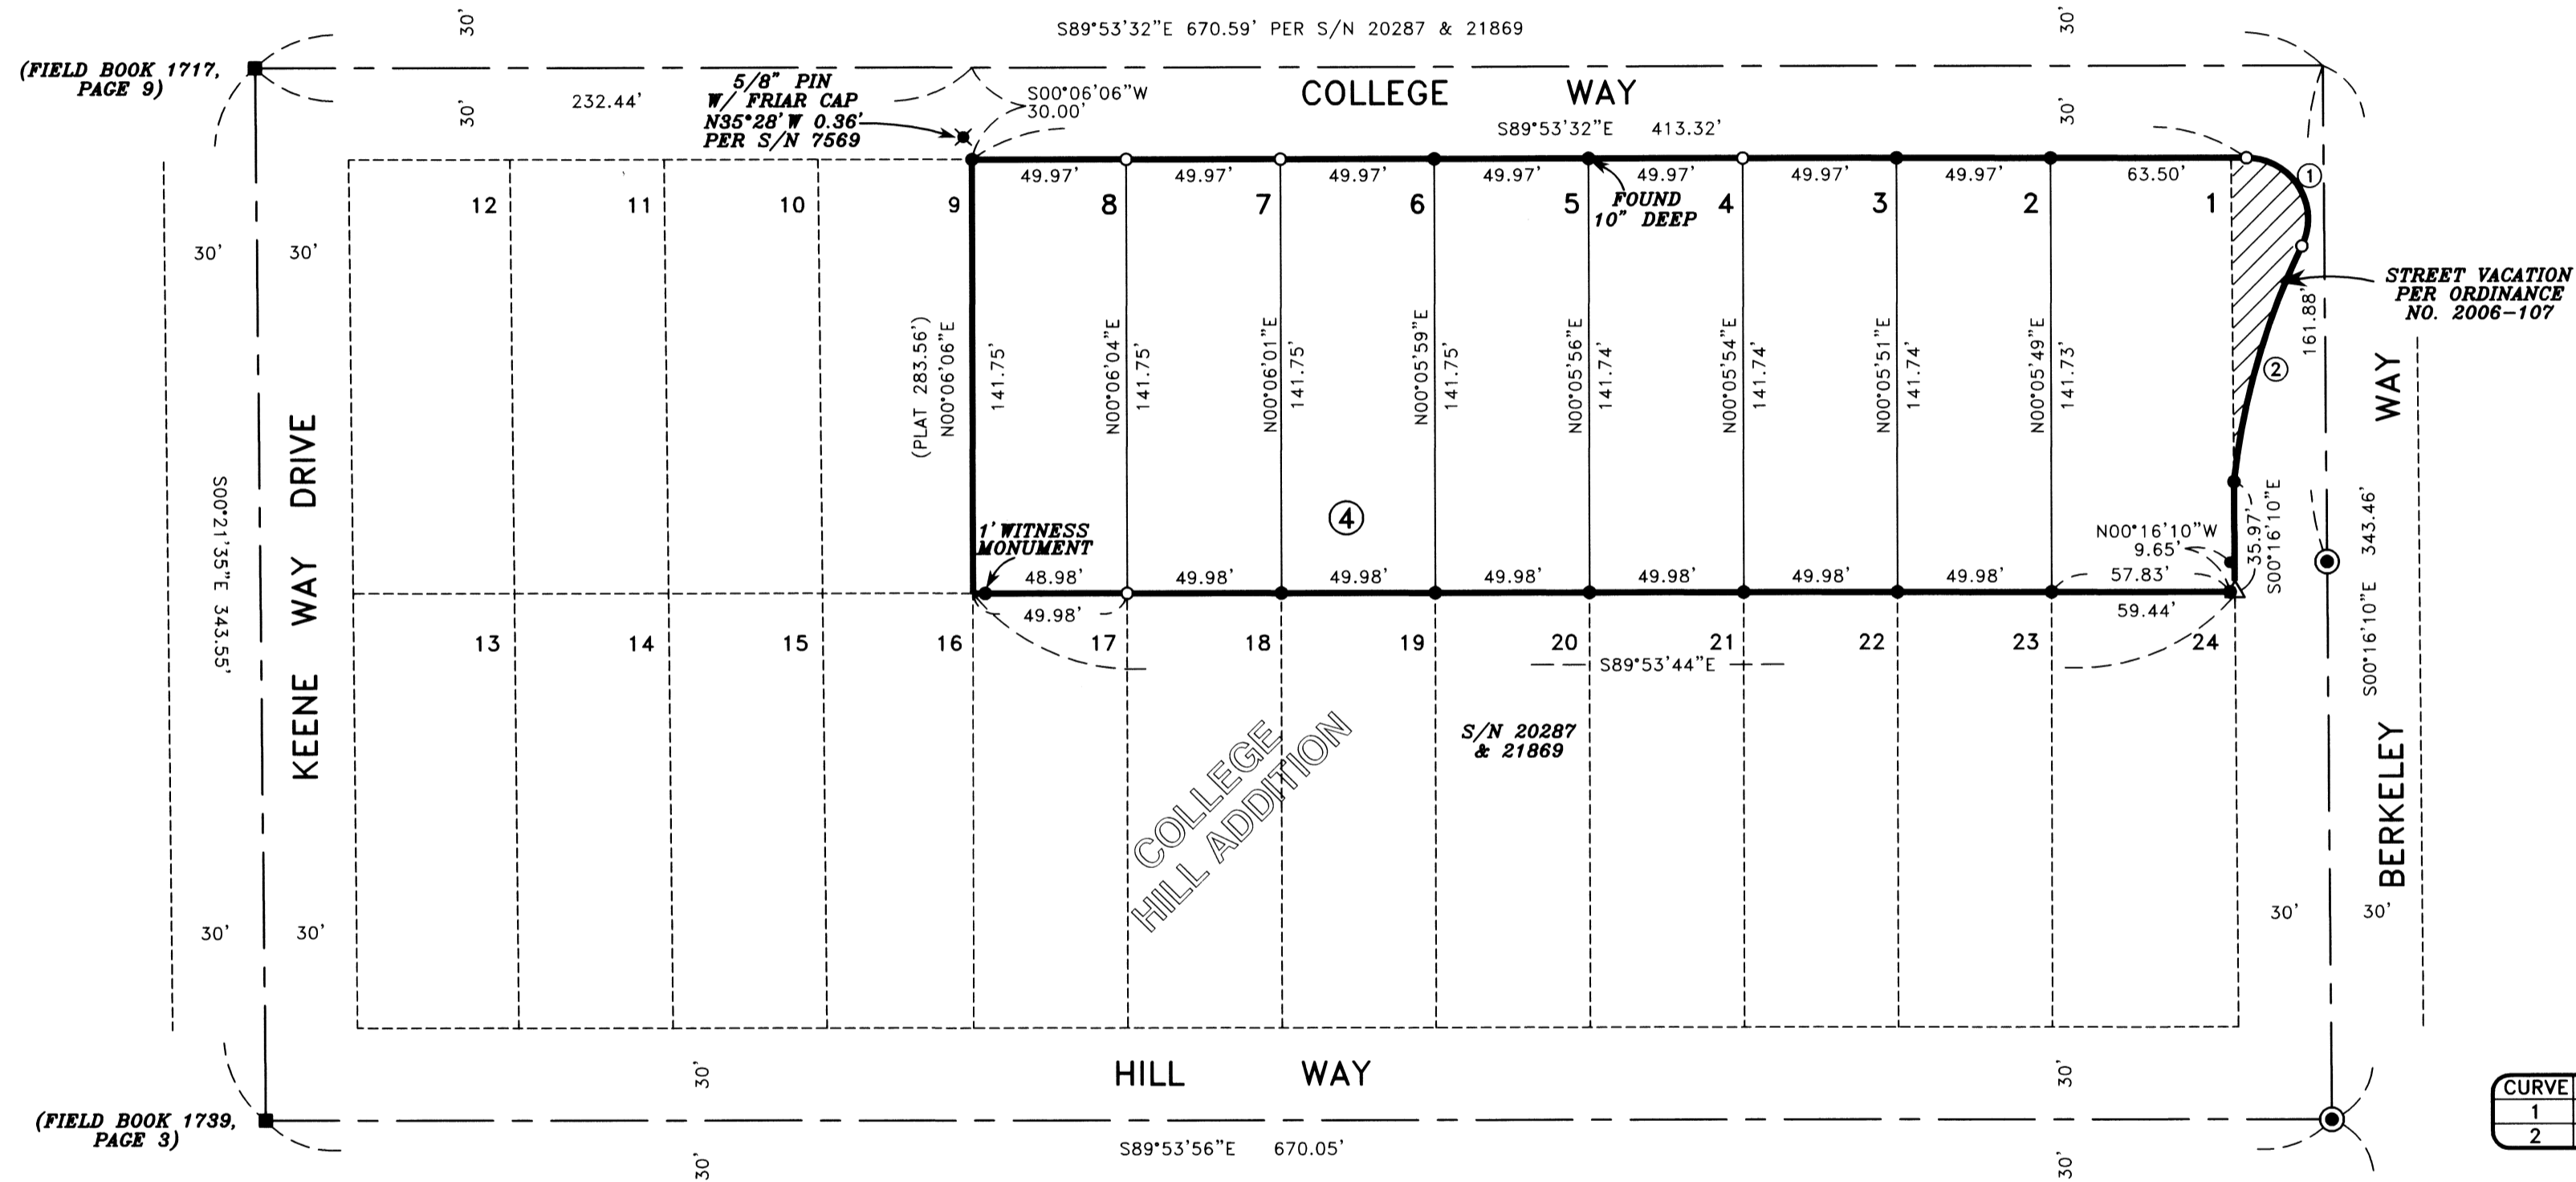 30'
S89°53'32"E 670.59' PER S/N 20287 & 21869
30'
(FIELD BOOK 1717,
PAGE 9)
30'
232.44'
5/8" PIN
W/ FRIAR CAP
N35°28'W 0.36'
PER S/N 7569
S00°06'06"W
30.00'
COLLEGE WAY
S89°53'32"E 413.32'
30'
49.97'
49.97'
49.97'
49.97'
49.97'
49.97'
49.97'
63.50'
1
12
11
10
9
8
7
6
5
4
3
2
1
FOUND
10" DEEP
30'
30'
STREET VACATION
PER ORDINANCE
NO. 2006-107
161.88'
2
(PLAT 283.56')
N00°06'06"E
141.75'
N00°06'04"E
141.75'
N00°06'01"E
141.75'
N00°05'59"E
141.75'
N00°05'56"E
141.74'
N00°05'54"E
141.74'
N00°05'51"E
141.74'
N00°05'49"E
141.73'
KEENE WAY DRIVE
S00°21'35"E 343.55'
4
1' WITNESS
MONUMENT
N00°16'10"W
9.65'
35.97'
S00°16'10"E
S00°16'10"E 343.46'
BERKELEY WAY
48.98'
49.98'
49.98'
49.98'
49.98'
49.98'
49.98'
57.83'
49.98'
59.44'
13
14
15
16
17
18
19
20
21
22
23
24
S89°53'44"E
S/N 20287
& 21869
COLLEGE
HILL ADDITION
30'
30'
30'
30'
30'
HILL WAY
30'
(FIELD BOOK 1739,
PAGE 3)
S89°53'56"E 670.05'
30'
30'
CURVE
1
2